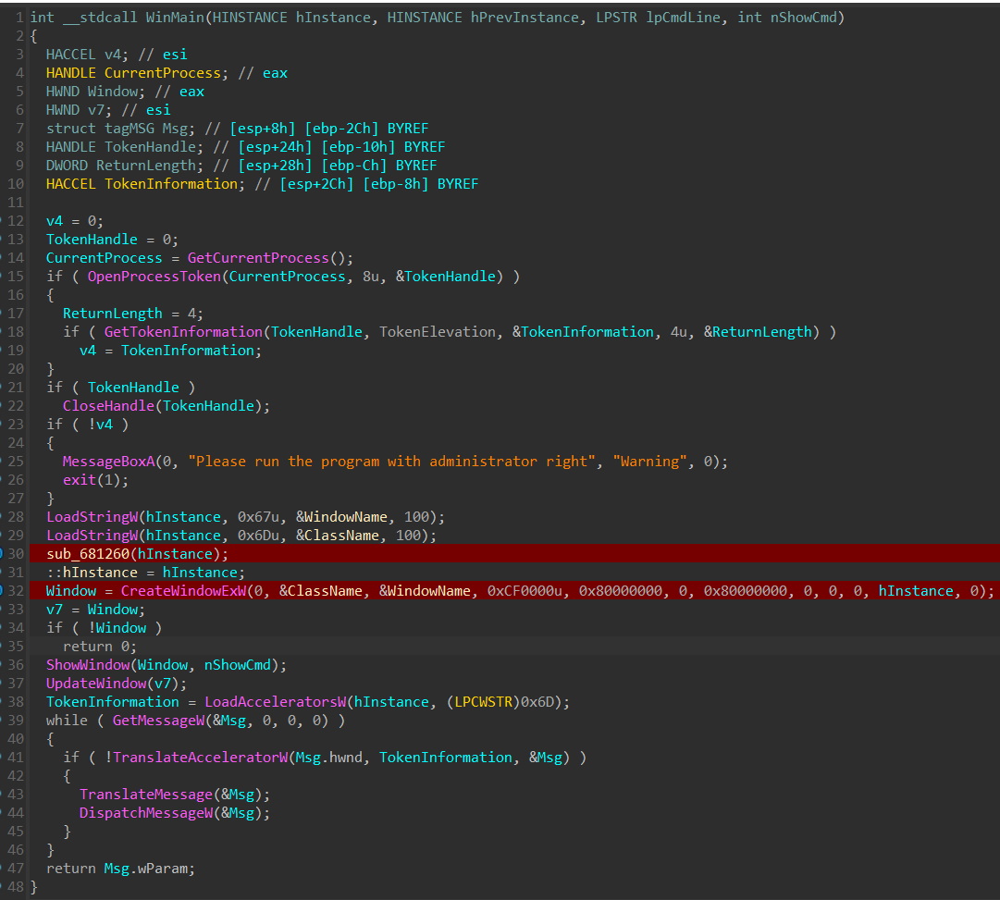 1 int __stdcall WinMain(HINSTANCE hInstance, HINSTANCE hPrevInstance, LPSTR lpCmdLine, int nShowCmd)
2 {
3   HACCEL v4; // esi
4   HANDLE CurrentProcess; // eax
5   HWND Window; // eax
6   HWND v7; // esi
7   struct tagMSG Msg; // [esp+8h] [ebp-2Ch] BYREF
8   HANDLE TokenHandle; // [esp+24h] [ebp-10h] BYREF
9   DWORD ReturnLength; // [esp+28h] [ebp-Ch] BYREF
10   HACCEL TokenInformation; // [esp+2Ch] [ebp-8h] BYREF
11
12   v4 = 0;
13   TokenHandle = 0;
14   CurrentProcess = GetCurrentProcess();
15   if ( OpenProcessToken(CurrentProcess, 8u, &TokenHandle) )
16   {
17     ReturnLength = 4;
18     if ( GetTokenInformation(TokenHandle, TokenElevation, &TokenInformation, 4u, &ReturnLength) )
19       v4 = TokenInformation;
20   }
21   if ( TokenHandle )
22     CloseHandle(TokenHandle);
23   if ( !v4 )
24   {
25     MessageBoxA(0, "Please run the program with administrator right", "Warning", 0);
26     exit(1);
27   }
28   LoadStringW(hInstance, 0x67u, &WindowName, 100);
29   LoadStringW(hInstance, 0x6Du, &ClassName, 100);
30   sub_681260(hInstance);
31   ::hInstance = hInstance;
32   Window = CreateWindowExW(0, &ClassName, &WindowName, 0xCF0000u, 0x80000000, 0, 0x80000000, 0, 0, 0, hInstance, 0);
33   v7 = Window;
34   if ( !Window )
35     return 0;
36   ShowWindow(Window, nShowCmd);
37   UpdateWindow(v7);
38   TokenInformation = LoadAcceleratorsW(hInstance, (LPCWSTR)0x6D);
39   while ( GetMessageW(&Msg, 0, 0, 0) )
40   {
41     if ( !TranslateAcceleratorW(Msg.hwnd, TokenInformation, &Msg) )
42     {
43       TranslateMessage(&Msg);
44       DispatchMessageW(&Msg);
45     }
46   }
47   return Msg.wParam;
48 }